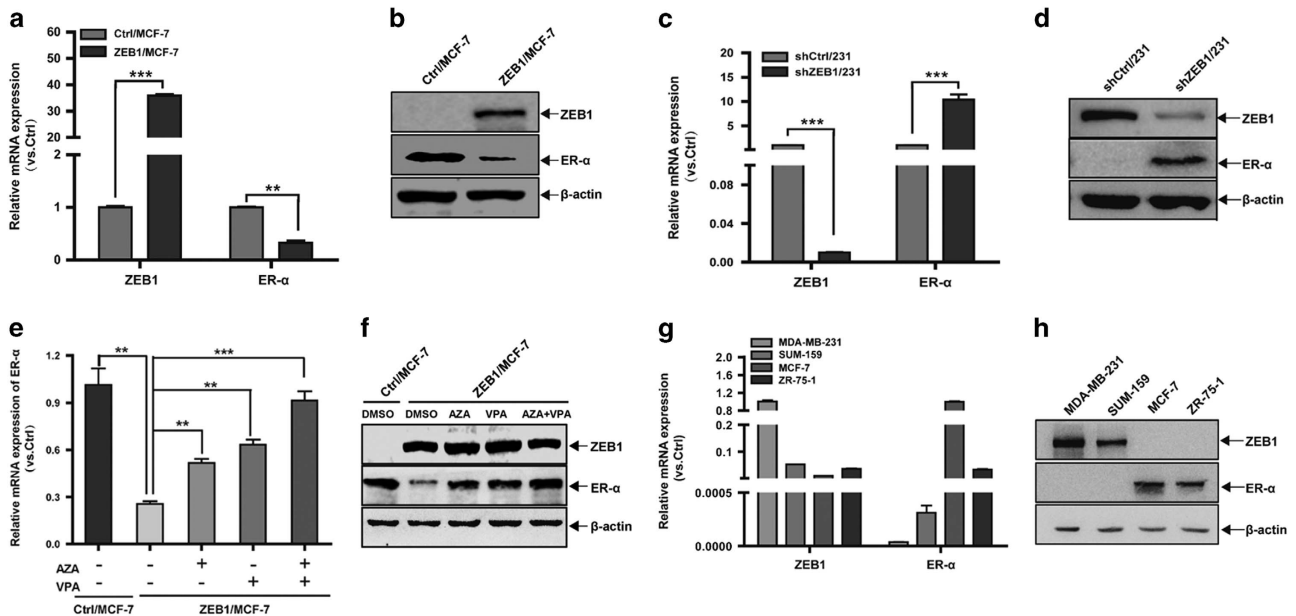 a
Relative mRNA expression
(vs.Ctrl)
Ctrl/MCF-7
ZEB1/MCF-7
60
50
40
30
20
2
1
0
***
**
ZEB1
ER-α
b
Ctrl/MCF-7
ZEB1/MCF-7
ZEB1
ER-α
β-actin
c
Relative mRNA expression
(vs.Ctrl)
shCtrl/231
shZEB1/231
20
15
10
5
0.08
0.04
0.00
***
***
ZEB1
ER-α
d
shCtrl/231
shZEB1/231
ZEB1
ER-α
β-actin
e
Relative mRNA expression of ER-α
(vs.Ctrl)
1.2
0.9
0.6
0.3
0.0
**
***
**
**
AZA - - + - +
VPA - - - + +
Ctrl/MCF-7
ZEB1/MCF-7
f
Ctrl/MCF-7
ZEB1/MCF-7
DMSO DMSO AZA VPA AZA+VPA
ZEB1
ER-α
β-actin
g
Relative mRNA expression
(vs.Ctrl)
MDA-MB-231
SUM-159
MCF-7
ZR-75-1
2.0
1.6
1.2
0.8
0.2
0.1
0.0005
0.0000
ZEB1
ER-α
h
MDA-MB-231
SUM-159
MCF-7
ZR-75-1
ZEB1
ER-α
β-actin